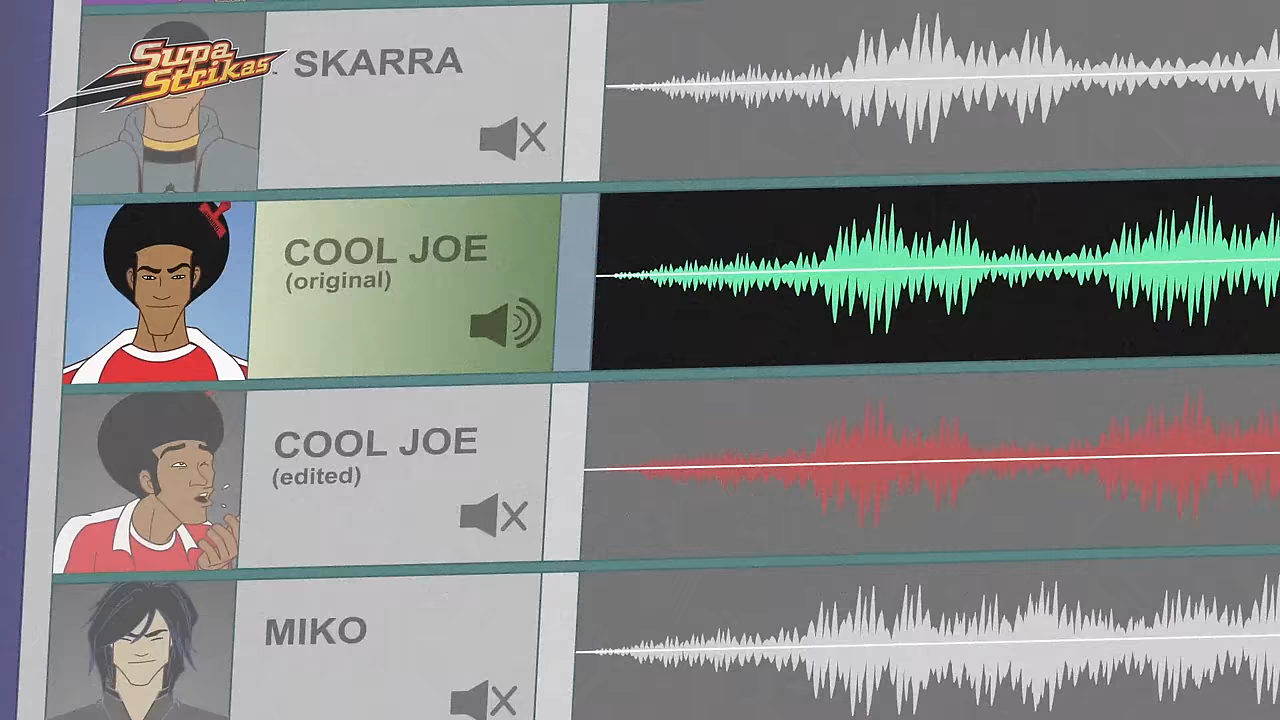 Supa
Strikas
SKARRA
COOL JOE
(original)
COOL JOE
(edited)
MIKO